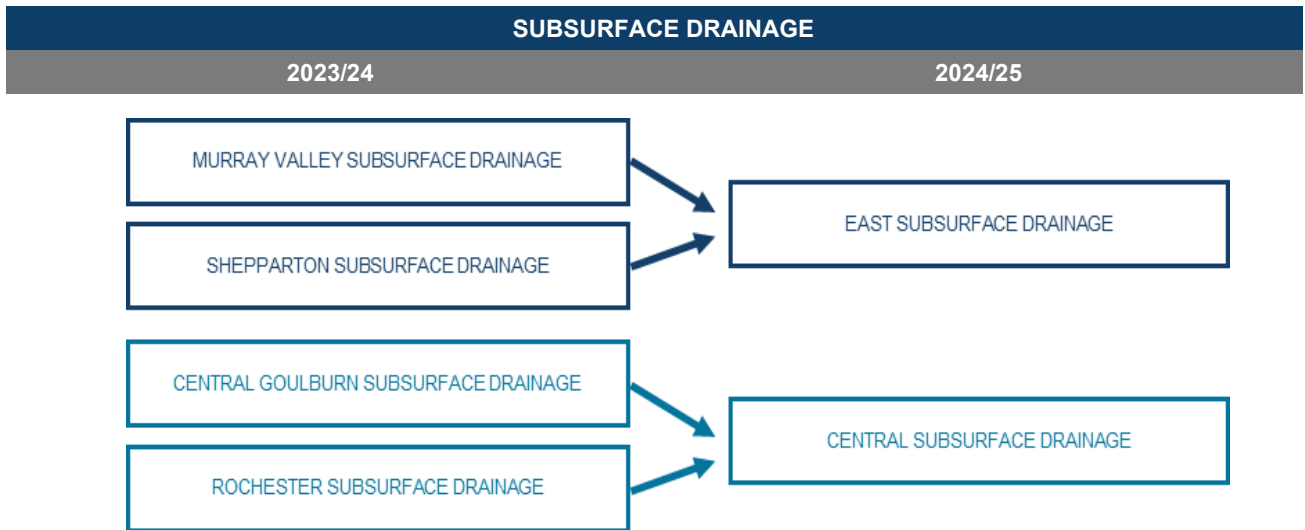 SUBSURFACE DRAINAGE
2023/24
2024/25
MURRAY VALLEY SUBSURFACE DRAINAGE
SHEPPARTON SUBSURFACE DRAINAGE
EAST SUBSURFACE DRAINAGE
CENTRAL GOULBURN SUBSURFACE DRAINAGE
ROCHESTER SUBSURFACE DRAINAGE
CENTRAL SUBSURFACE DRAINAGE